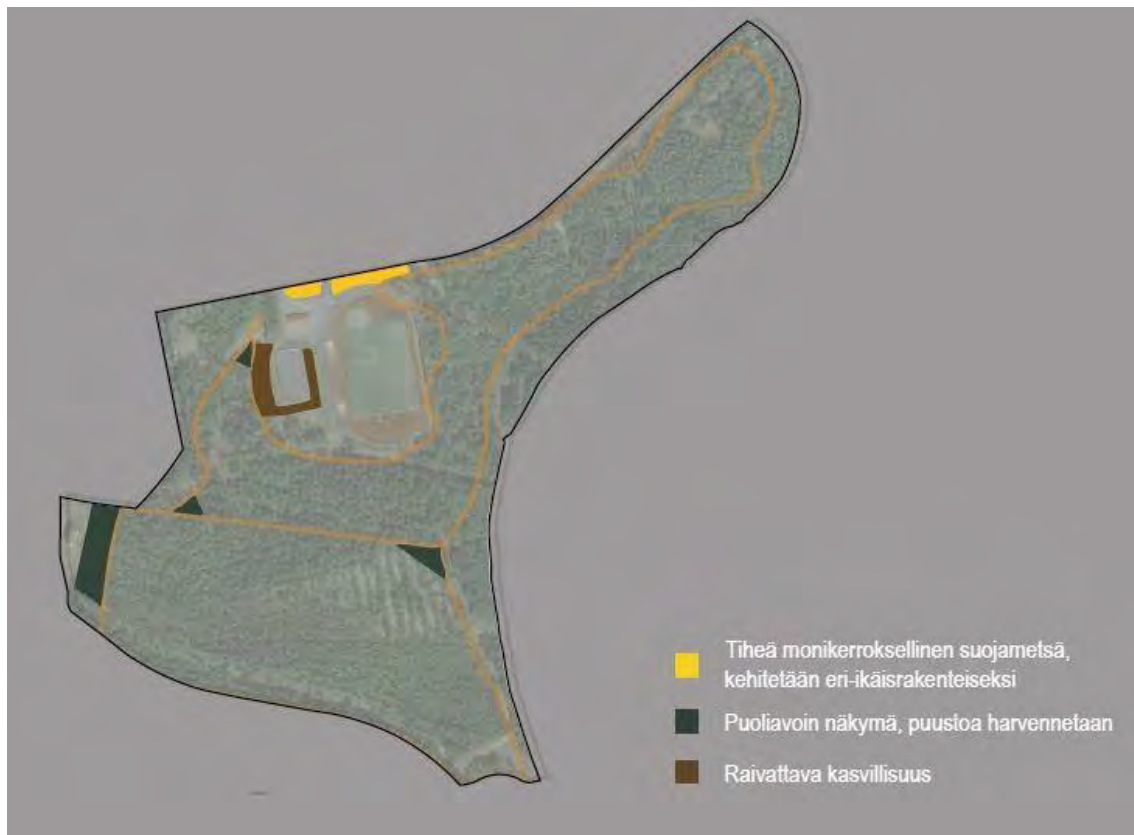 Tiheä monikerroksellinen suojametsä,
kehitetään eri-ikäisrakenteiseksi
Puoliavoin näkymä, puustoa harvennetaan
Raivattava kasvillisuus